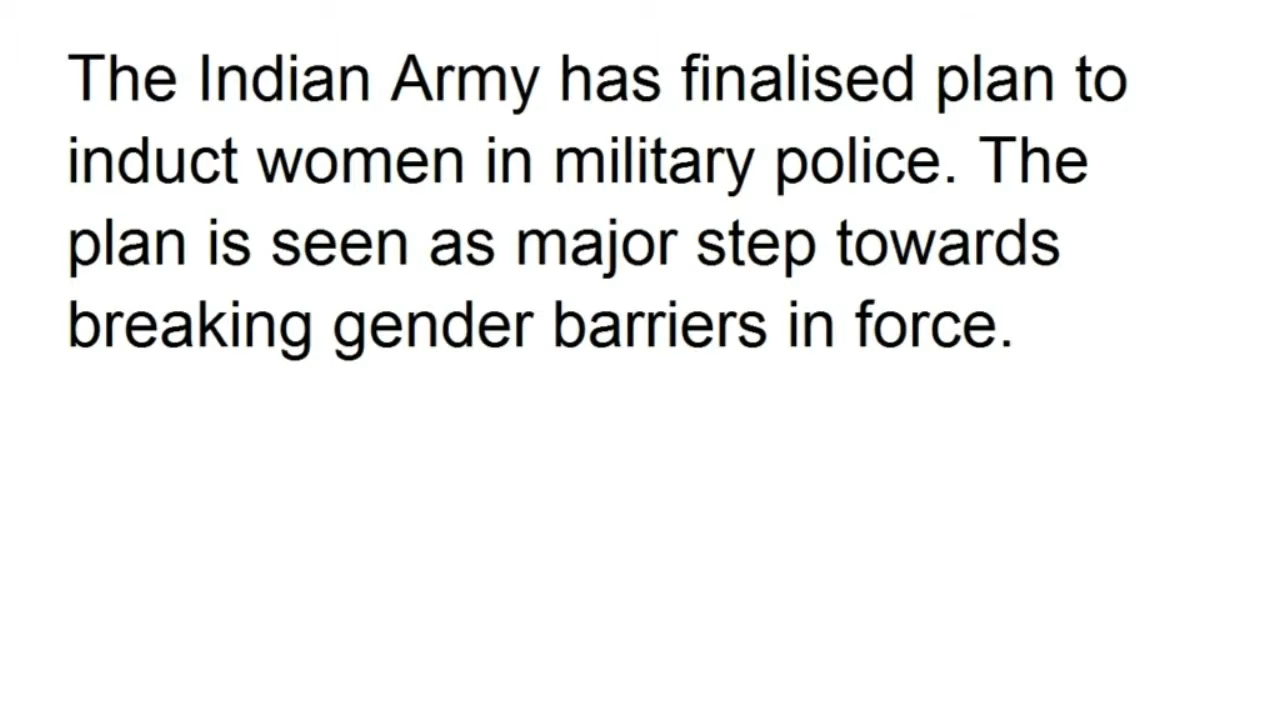 The Indian Army has finalised plan to
induct women in military police. The
plan is seen as major step towards
breaking gender barriers in force.